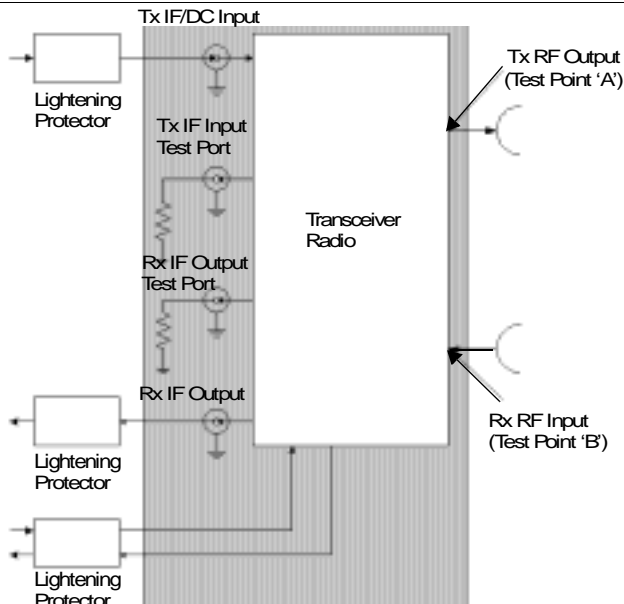 Tx IF/DC Input
Lightening
Protector
Tx IF Input
Test Port
Rx IF Output
Test Port
Rx IF Output
Lightening
Protector
Lightening
Protector
Transceiver
Radio
Tx RF Output
(Test Point ‘A’)
Rx RF Input
(Test Point ‘B’)